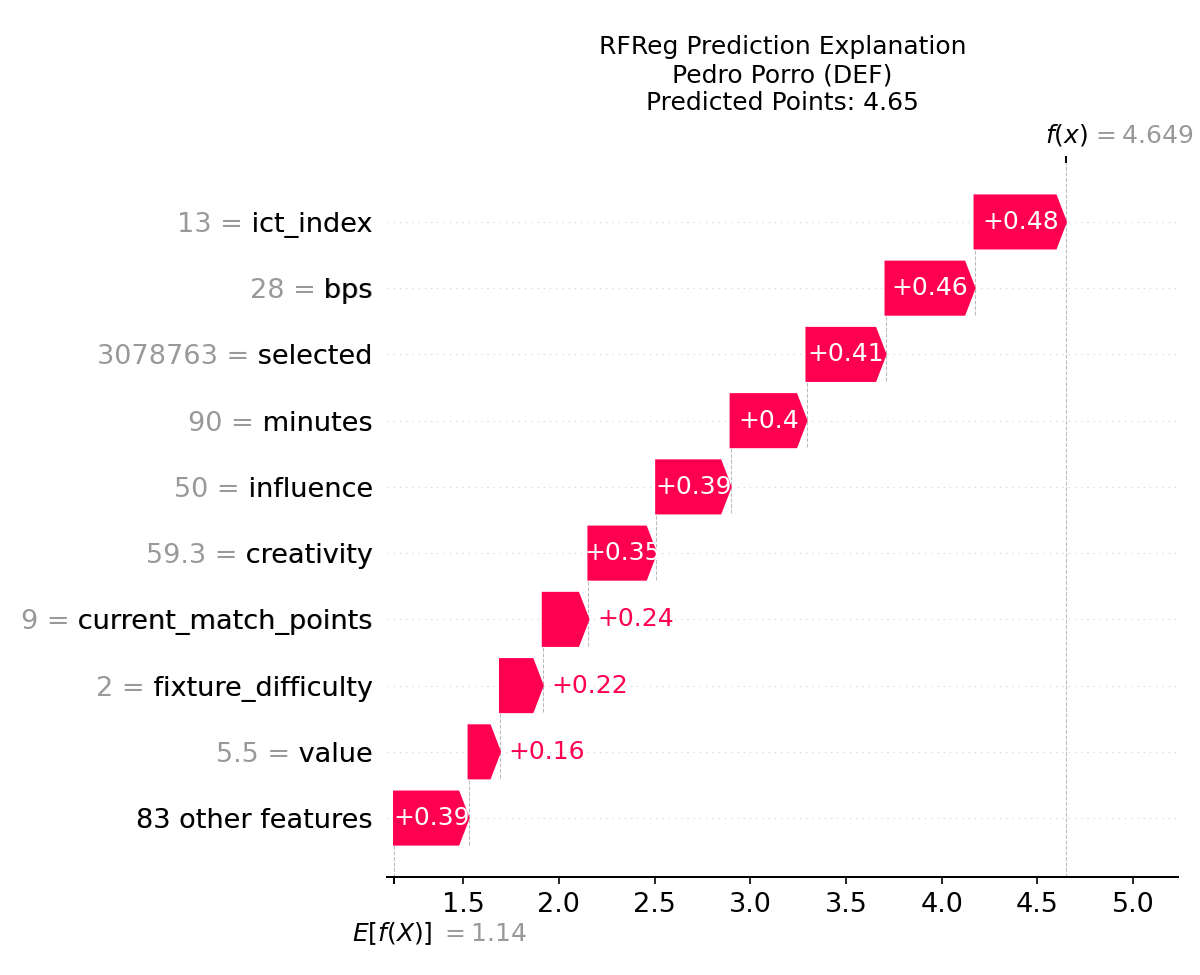 RFReg Prediction Explanation
Pedro Porro (DEF)
Predicted Points: 4.65
f(x) = 4.649
13 = ict_index
+0.48
28 = bps
+0.46
3078763 = selected
+0.41
90 = minutes
+0.4
50 = influence
+0.39
59.3 = creativity
+0.35
9 = current_match_points
+0.24
2 = fixture_difficulty
+0.22
5.5 = value
+0.16
83 other features
+0.39
1.5 2.0 2.5 3.0 3.5 4.0 4.5 5.0
E[f(X)] = 1.14